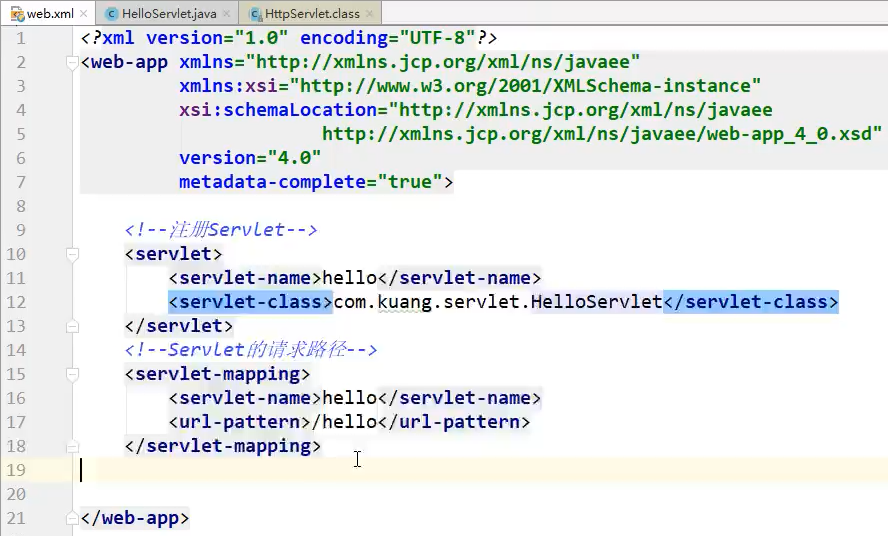 web.xml HelloServlet.java HttpServlet.class
1 <?xml version="1.0" encoding="UTF-8"?>
2 <web-app xmlns="http://xmlns.jcp.org/xml/ns/javaee"
3 xmlns:xsi="http://www.w3.org/2001/XMLSchema-instance"
4 xsi:schemaLocation="http://xmlns.jcp.org/xml/ns/javaee
5 http://xmlns.jcp.org/xml/ns/javaee/web-app_4_0.xsd"
6 version="4.0"
7 metadata-complete="true">
8
9 <!--注册Servlet-->
10 <servlet>
11 <servlet-name>hello</servlet-name>
12 <servlet-class>com.kuang.servlet.HelloServlet</servlet-class>
13 </servlet>
14 <!--Servlet的请求路径-->
15 <servlet-mapping>
16 <servlet-name>hello</servlet-name>
17 <url-pattern>/hello</url-pattern>
18 </servlet-mapping>
19
20
21 </web-app>